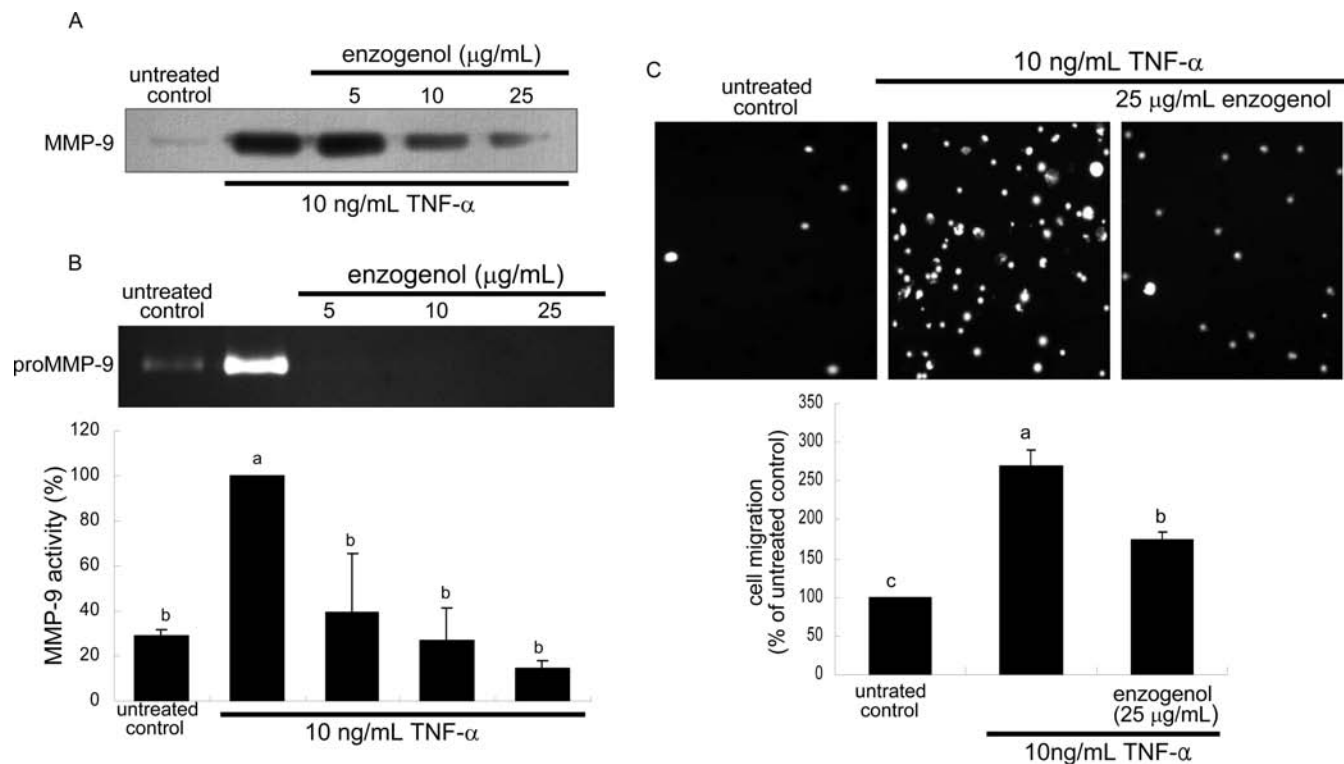 A
enzogenol (µg/mL)
untreated
control
5 10 25
MMP-9
10 ng/mL TNF-α
B
enzogenol (µg/mL)
untreated
control
5 10 25
proMMP-9
120
100
80
60
40
20
0
MMP-9 activity (%)
b
a
b
b
b
untreated
control
10 ng/mL TNF-α
C
10 ng/mL TNF-α
untreated
control
25 µg/mL enzogenol
400
350
300
250
200
150
100
50
0
cell migration
(% of untreated control)
c
a
b
untrated
control
enzogenol
(25 µg/mL)
10ng/mL TNF-α